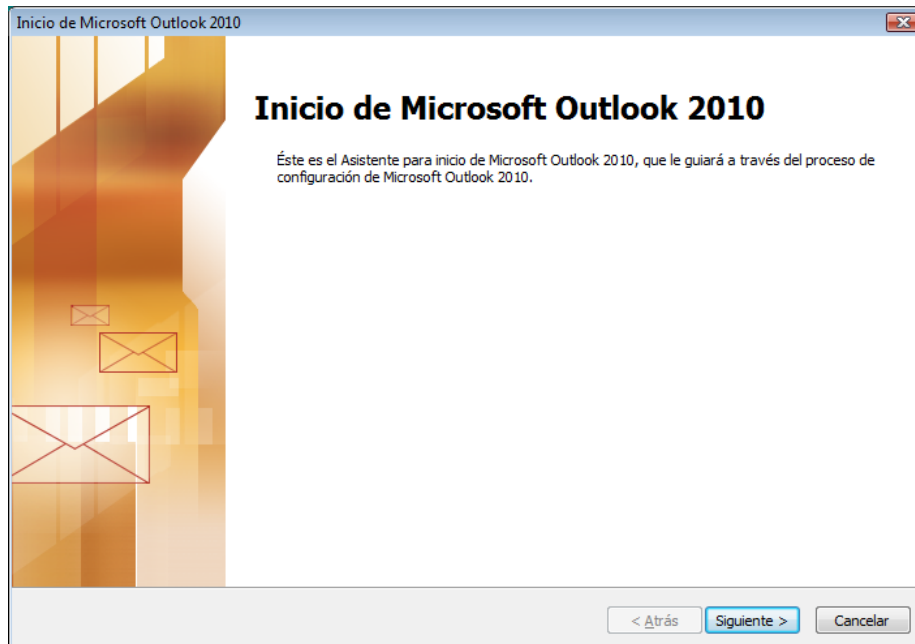 Inicio de Microsoft Outlook 2010
Inicio de Microsoft Outlook 2010
Éste es el Asistente para inicio de Microsoft Outlook 2010, que le guiará a través del proceso de
configuración de Microsoft Outlook 2010.
< Atrás Siguiente > Cancelar